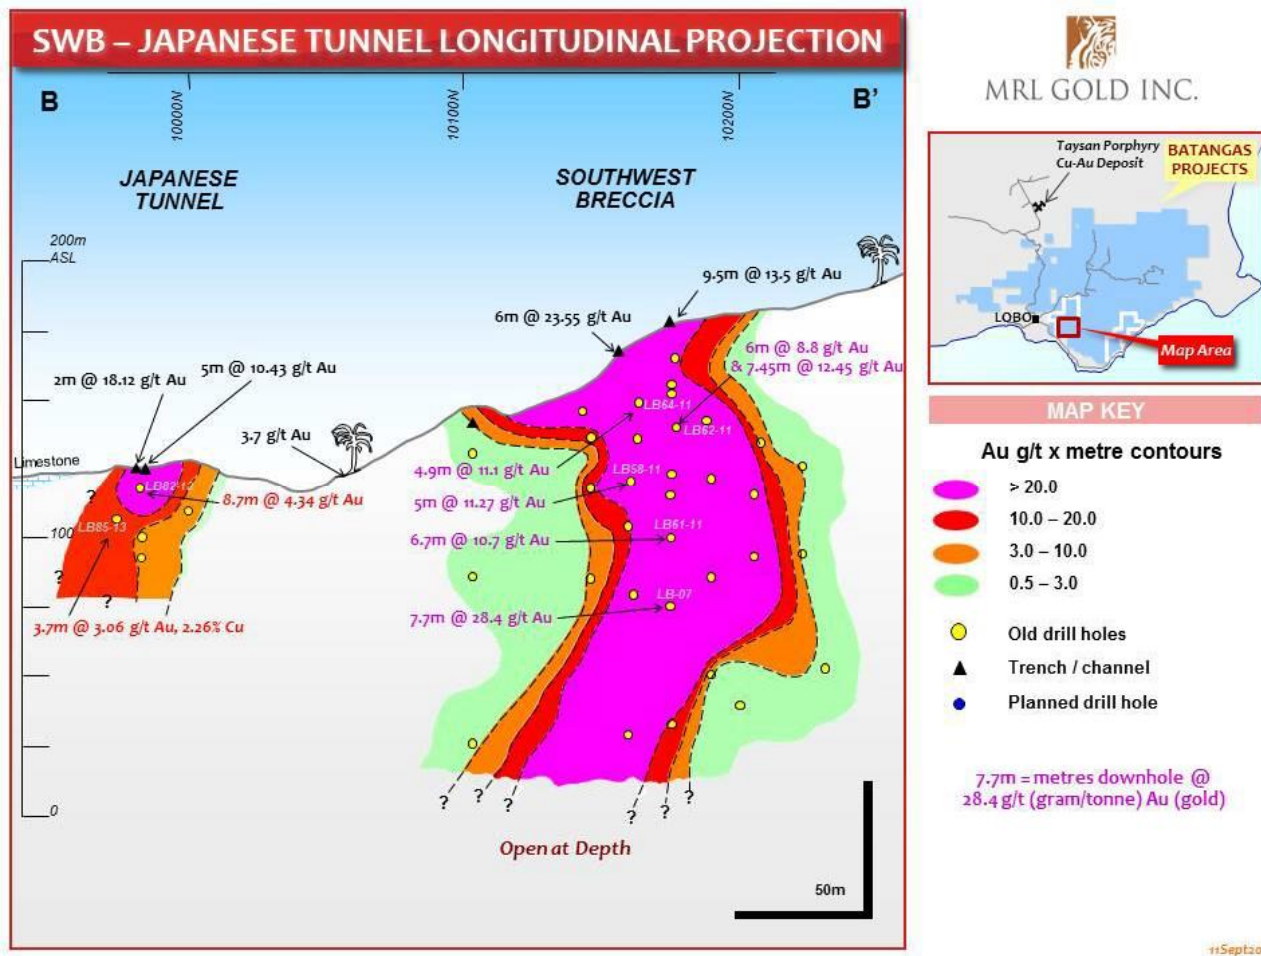 SWB – JAPANESE TUNNEL LONGITUDINAL PROJECTION
B
10000N
10100N
10200N
B'
JAPANESE
TUNNEL
SOUTHWEST
BRECCIA
200m
ASL
9.5m @ 13.5 g/t Au
6m @ 23.55 g/t Au
6m @ 8.8 g/t Au
& 7.45m @ 12.45 g/t Au
5m @ 10.43 g/t Au
2m @ 18.12 g/t Au
3.7 g/t Au
Limestone
LB64-11
LB62-11
4.9m @ 11.1 g/t Au
LB58-11
5m @ 11.27 g/t Au
?
8.7m @ 4.34 g/t Au
LB85-13
100
LB61-11
6.7m @ 10.7 g/t Au
?
?
LB-07
7.7m @ 28.4 g/t Au
3.7m @ 3.06 g/t Au, 2.26% Cu
? ? ? ? ? ?
0
Open at Depth
50m
MRL GOLD INC.
Taysan Porphyry
Cu-Au Deposit
BATANGAS
PROJECTS
LOBO
Map Area
MAP KEY
Au g/t x metre contours
> 20.0
10.0 – 20.0
3.0 – 10.0
0.5 – 3.0
Old drill holes
Trench / channel
Planned drill hole
7.7m = metres downhole @
28.4 g/t (gram/tonne) Au (gold)